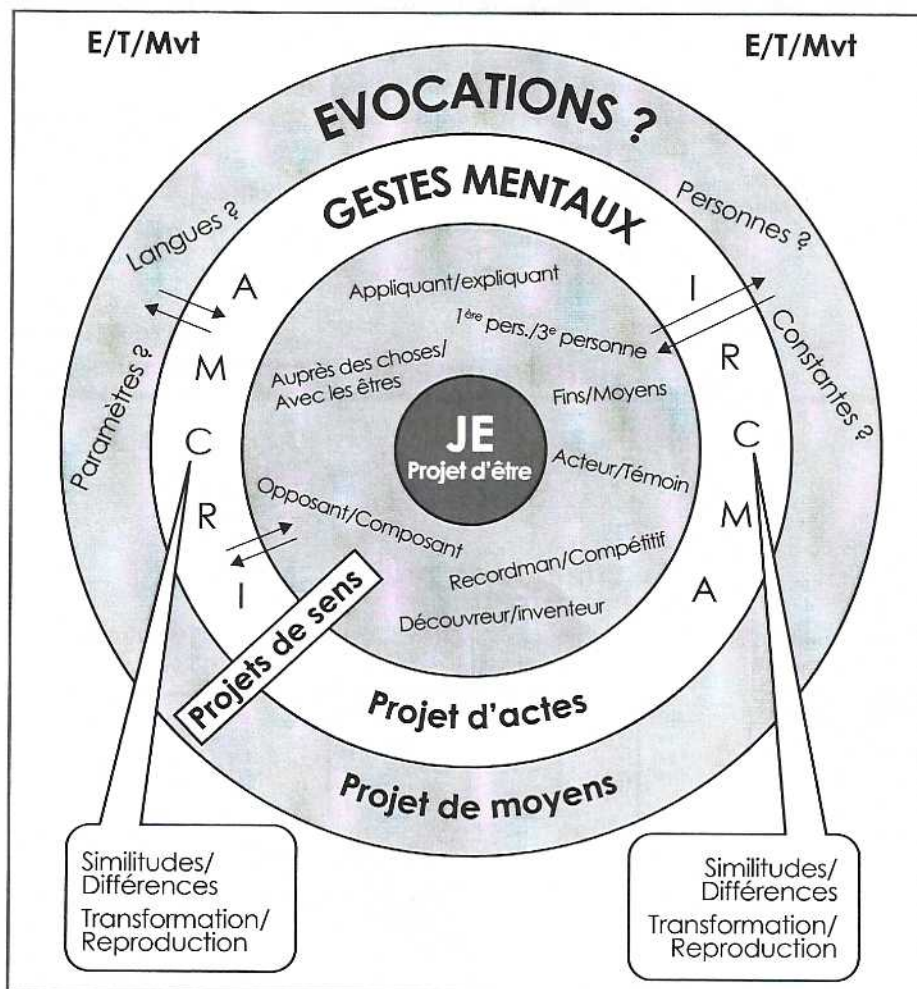 E/T/Mvt
E/T/Mvt
EVOCATIONS ?
GESTES MENTAUX
Langues ?
Personnes ?
Paramètres ?
Constantes ?
A
M
C
R
I
I
R
C
M
A
Appliquant/expliquant
1ère pers./3e personne
Auprès des choses/
Avec les êtres
Fins/Moyens
JE
Projet d'être
Acteur/Témoin
Opposant/Composant
Recordman/Compétitif
Découvreur/inventeur
Projets de sens
Projet d'actes
Projet de moyens
Similitudes/
Différences
Transformation/
Reproduction
Similitudes/
Différences
Transformation/
Reproduction